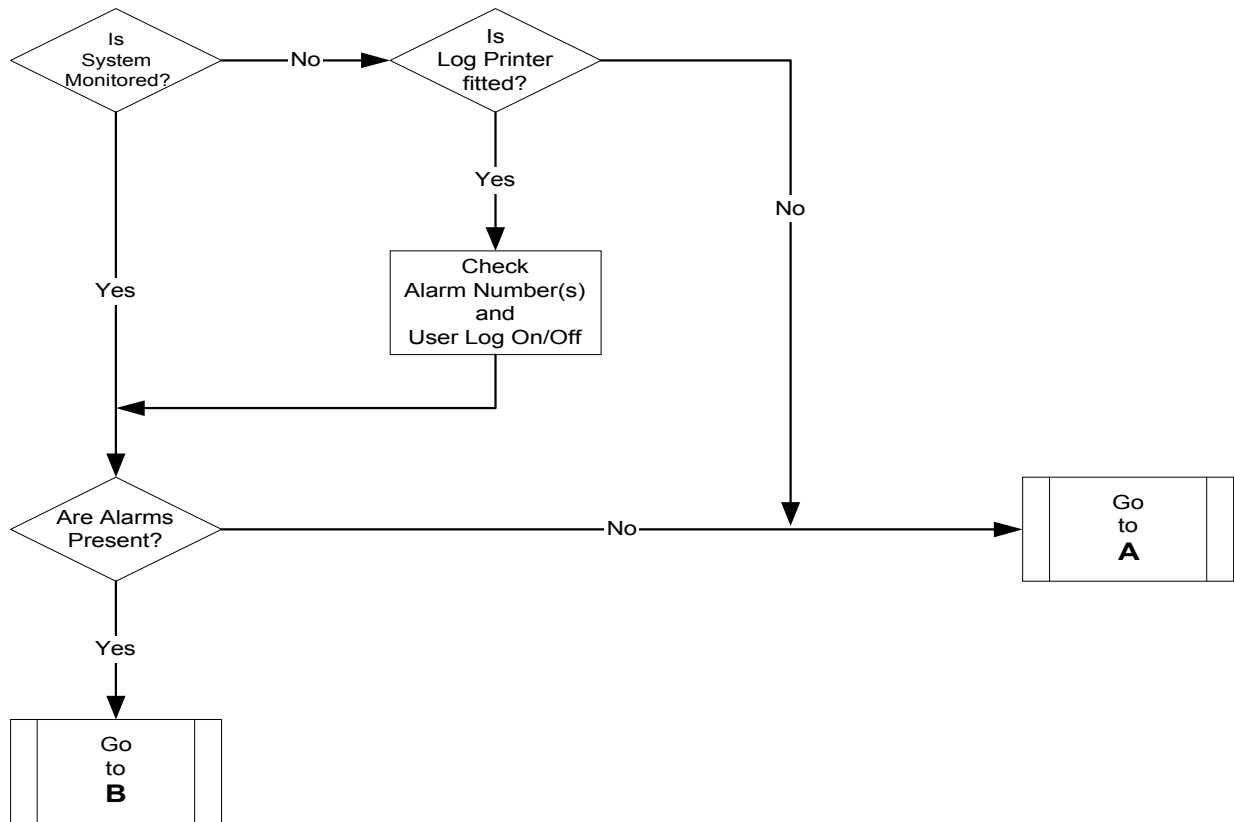 Is
System
Monitored?
No
Is
Log Printer
fitted?
Yes
No
Yes
Check
Alarm Number(s)
and
User Log On/Off
Are Alarms
Present?
No
Go
to
A
Yes
Go
to
B